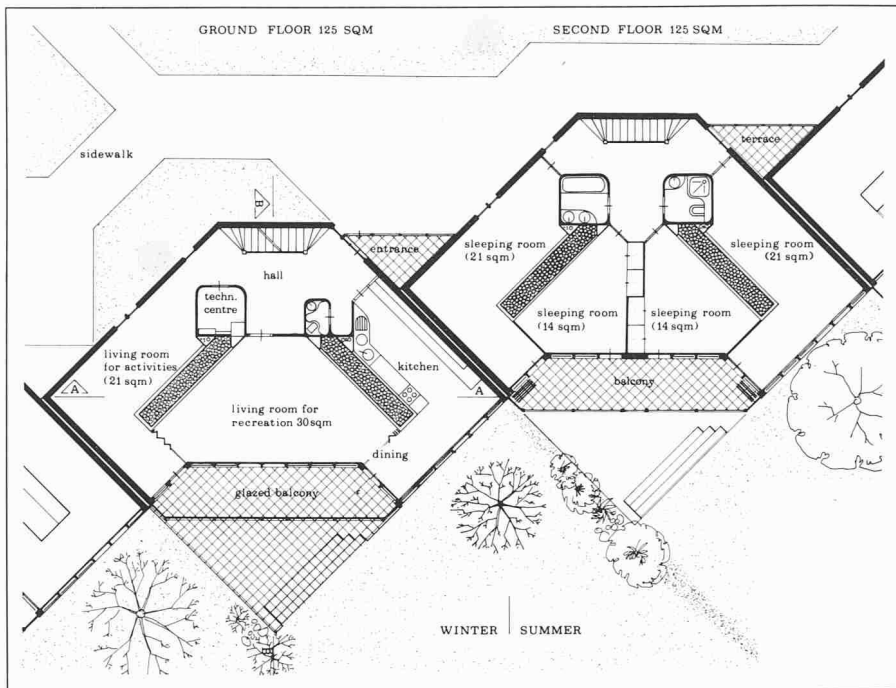 GROUND FLOOR 125 SQM
SECOND FLOOR 125 SQM
sidewalk
terrace
B
entrance
sleeping room
(21 sqm)
sleeping room
(21 sqm)
hall
techn.
centre
sleeping room
(14 sqm)
sleeping room
(14 sqm)
living room
for activities
(21 sqm)
kitchen
A
A
balcony
living room for
recreation 30sqm
dining
glazed balcony
WINTER | SUMMER
B